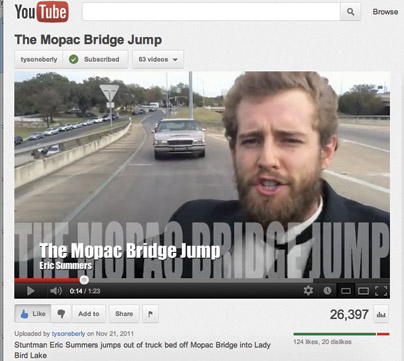 YouTube
Browse
The Mopac Bridge Jump
tysoneberly
Subscribed
63 videos
THE MOPAC BRIDGE JUMP
The Mopac Bridge Jump
Eric Summers
0:14 / 1:23
Like
Add to
Share
26,397
Uploaded by tysoneberly on Nov 21, 2011
124 likes, 20 dislikes
Stuntman Eric Summers jumps out of truck bed off Mopac Bridge into Lady
Bird Lake